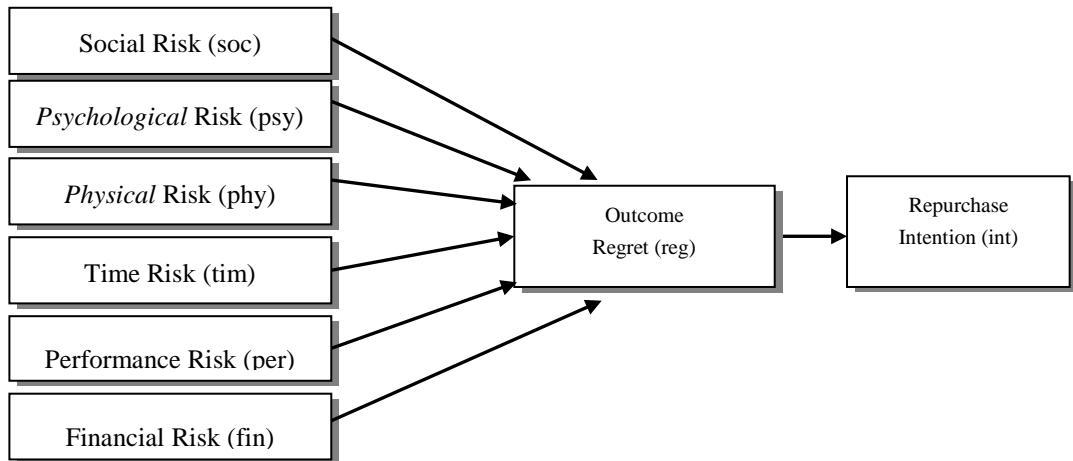 Social Risk (soc)
Psychological Risk (psy)
Physical Risk (phy)
Time Risk (tim)
Performance Risk (per)
Financial Risk (fin)
Outcome
Regret (reg)
Repurchase
Intention (int)